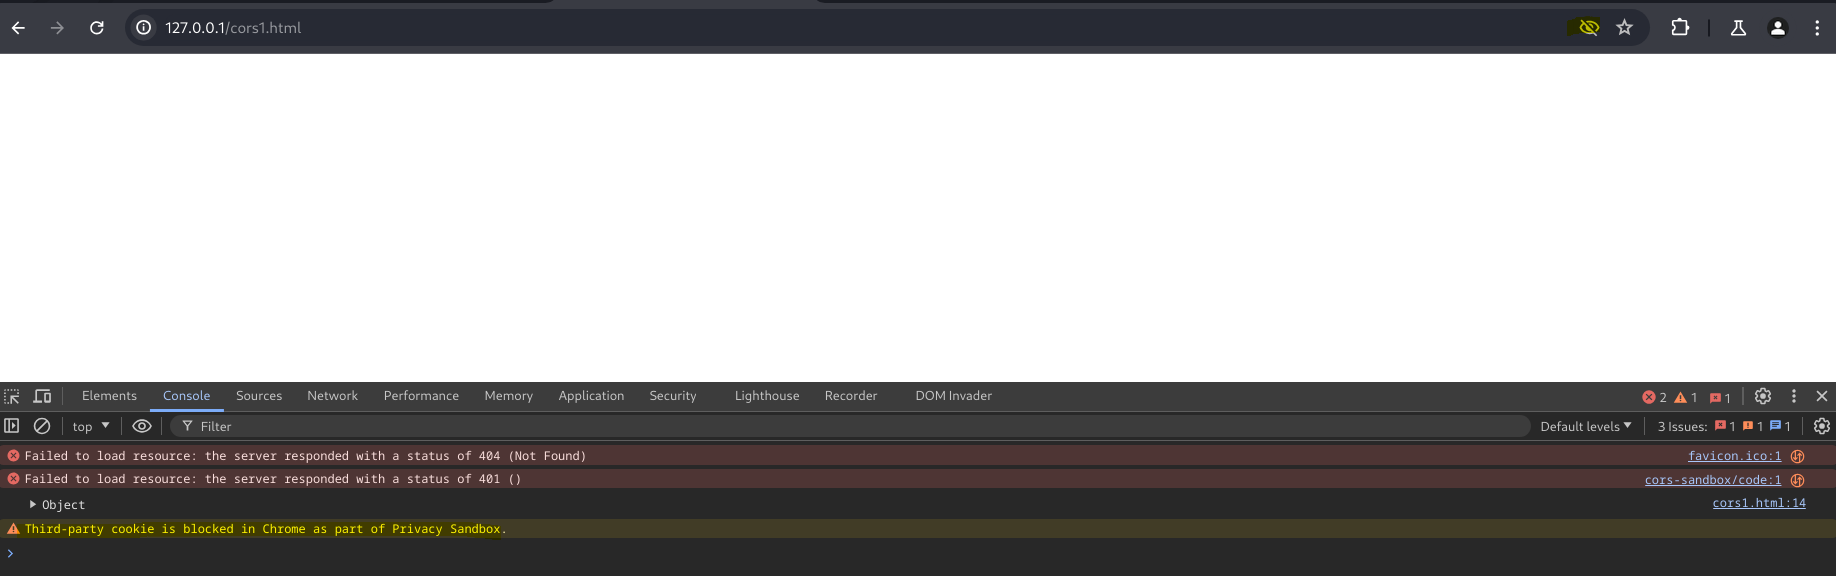 127.0.0.1/cors1.html
Elements Console Sources Network Performance Memory Application Security Lighthouse Recorder DOM Invader 2 1 1
top Filter Default levels 3 Issues: 1 1 1
Failed to load resource: the server responded with a status of 404 (Not Found) favicon.ico:1
Failed to load resource: the server responded with a status of 401 () cors-sandbox/code:1
Object cors1.html:14
Third-party cookie is blocked in Chrome as part of Privacy Sandbox.